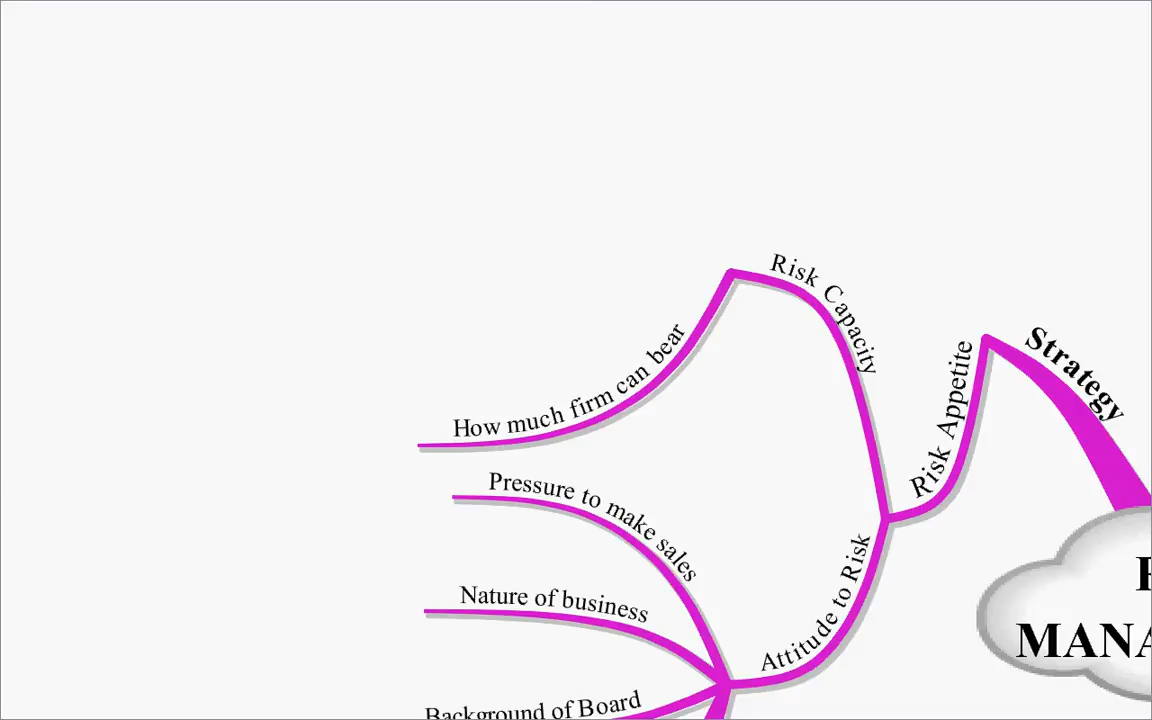 Risk Capacity
Strategy
How much firm can bear
Risk Appetite
Pressure to make sales
Attitude to Risk
Nature of business
Background of Board